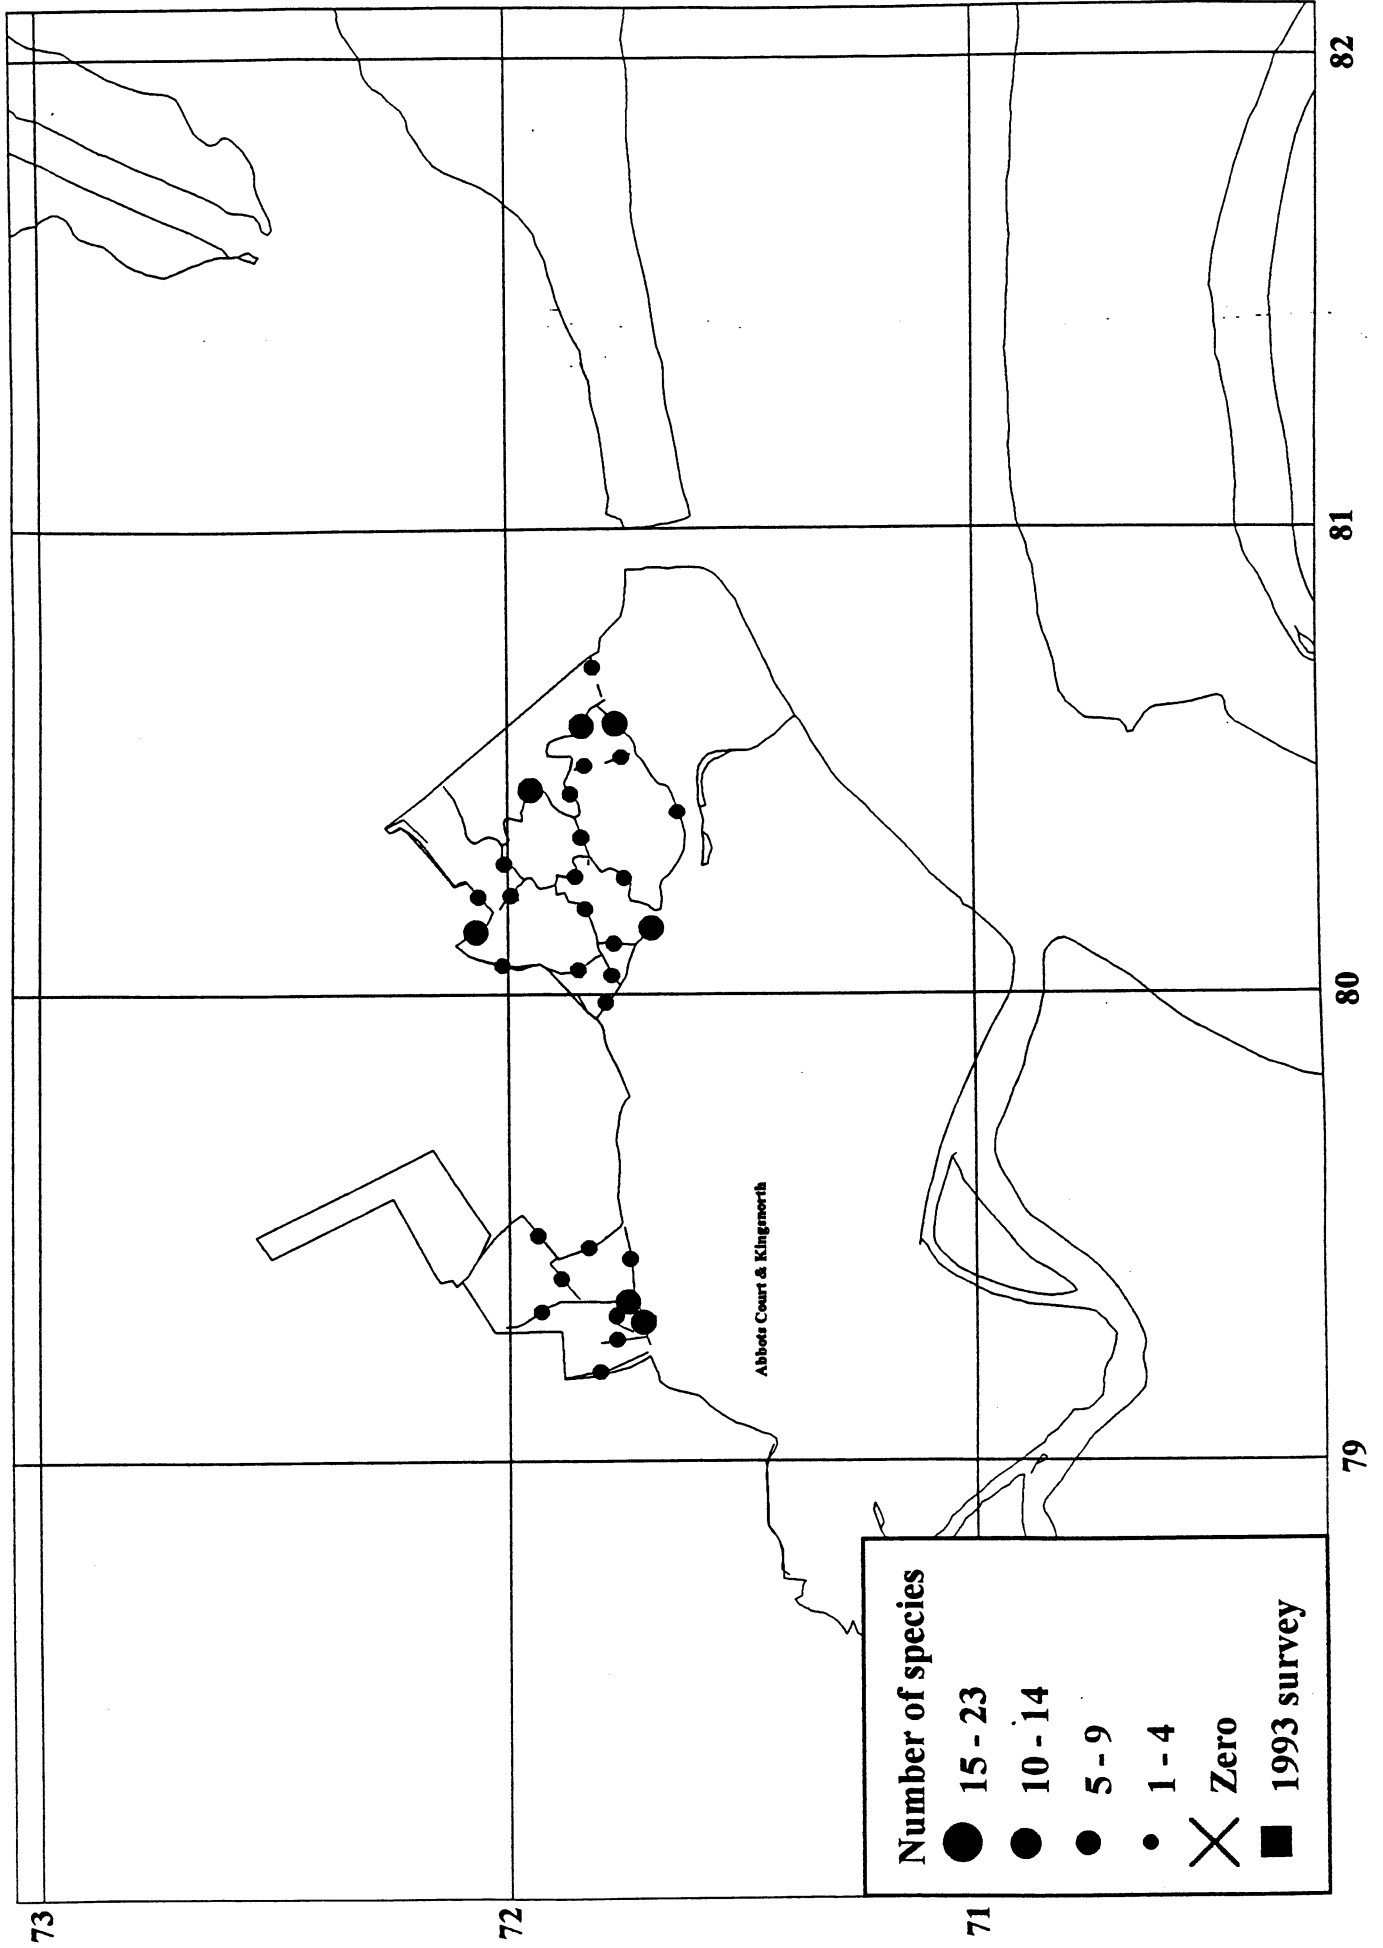 73
72
71
79
80
81
82
Abbots Court & Kingsnorth
Number of species
15 - 23
10 - 14
5 - 9
1 - 4
Zero
1993 survey